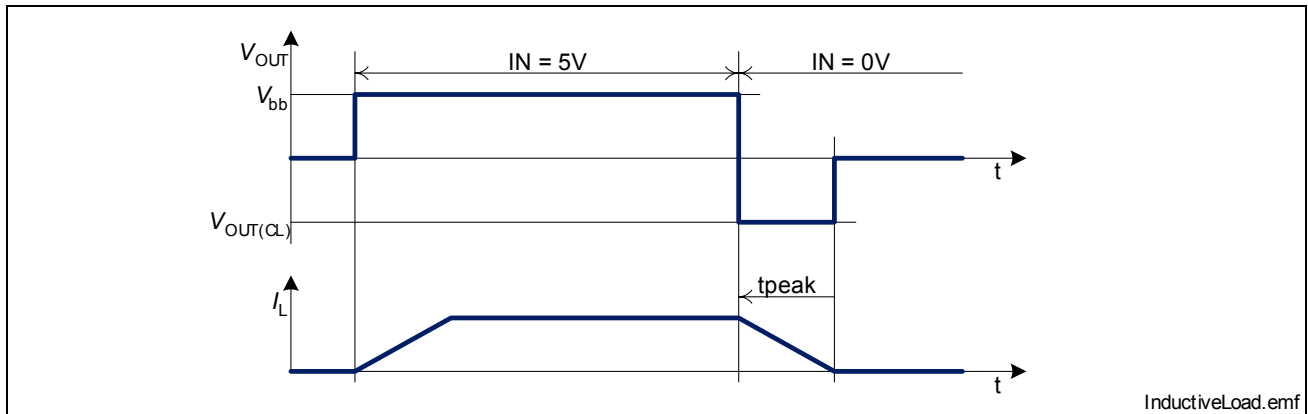 VOUT
IN = 5V
IN = 0V
Vbb
t
VOUT(CL)
tpeak
IL
t
InductiveLoad.emf